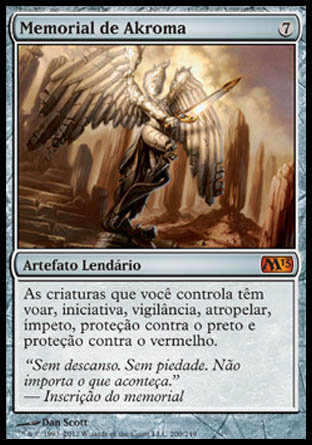 Memorial de Akroma 7
Artefato Lendário M13
As criaturas que você controla têm
voar, iniciativa, vigilância, atropelar,
ímpeto, proteção contra o preto e
proteção contra o vermelho.
“Sem descanso. Sem piedade. Não
importa o que aconteça.”
— Inscrição do memorial
Dan Scott
™ & © 1993–2012 Wizards of the Coast LLC 200/249